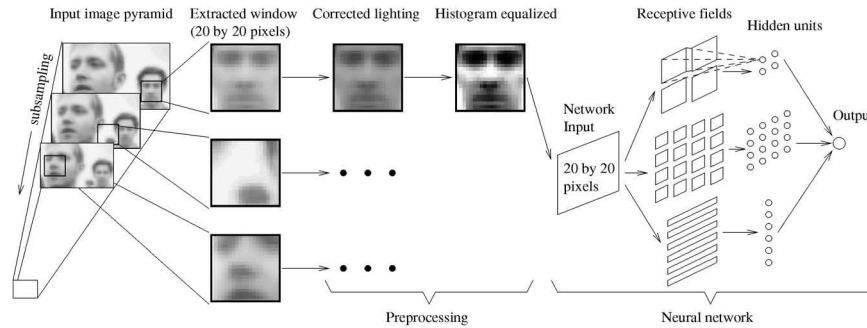 Input image pyramid
Extracted window
(20 by 20 pixels)
Corrected lighting
Histogram equalized
Receptive fields
Hidden units
subsampling
Network
Input
Output
20 by 20
pixels
Preprocessing
Neural network